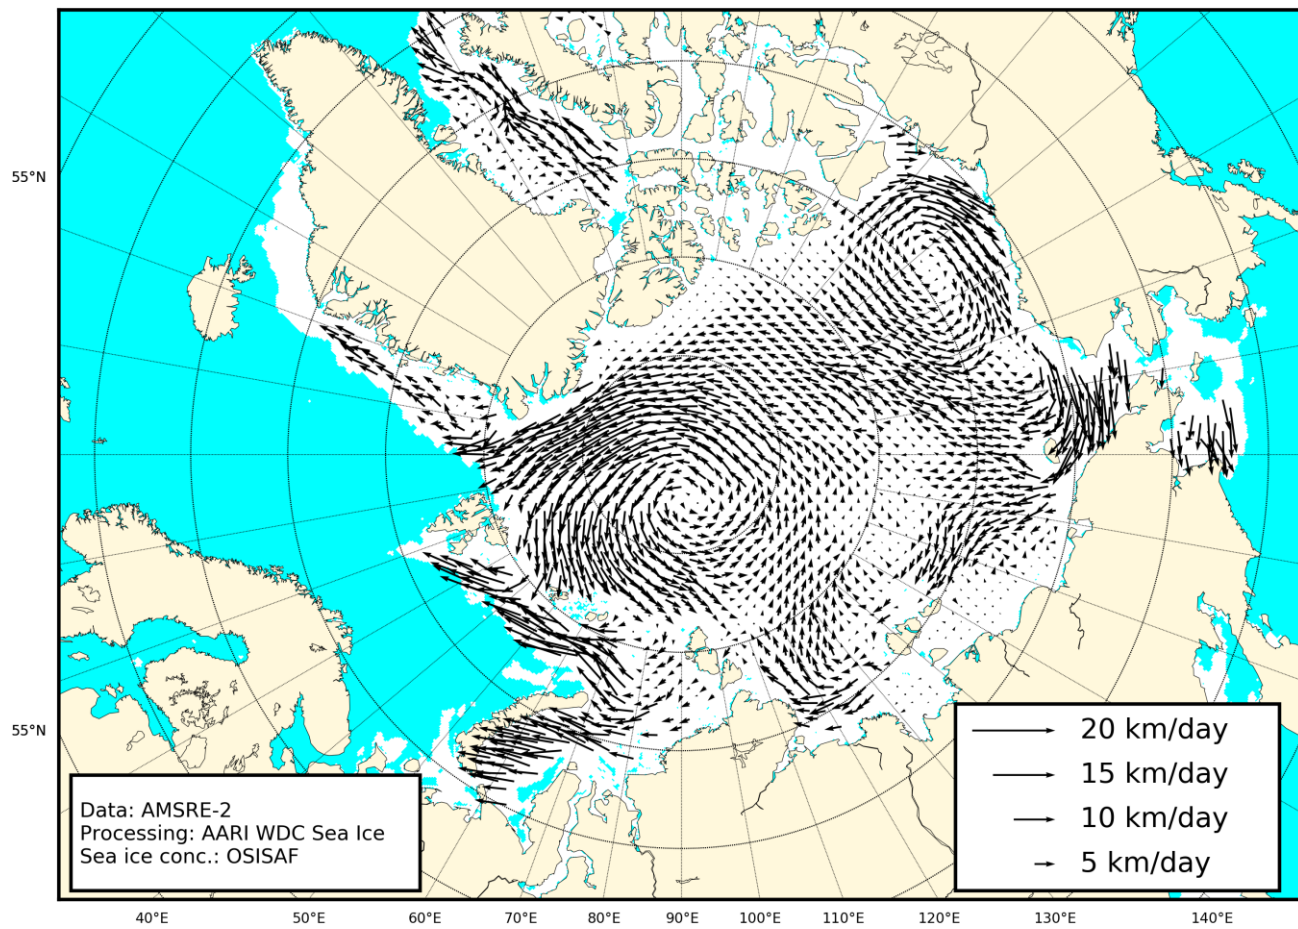 55°N
55°N
20 km/day
15 km/day
10 km/day
5 km/day
Data: AMSRE-2
Processing: AARI WDC Sea Ice
Sea ice conc.: OSISAF
40°E 50°E 60°E 70°E 80°E 90°E 100°E 110°E 120°E 130°E 140°E